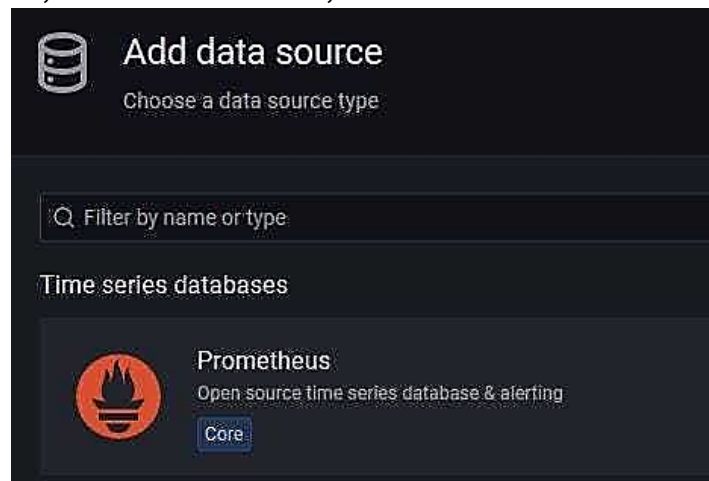 Add data source
Choose a data source type
Filter by name or type
Time series databases
Prometheus
Open source time series database & alerting
Core